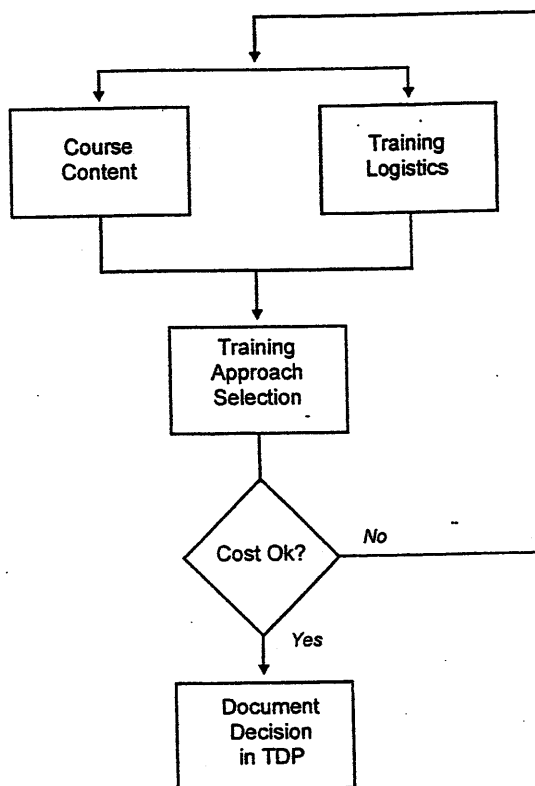 Course
Content
Training
Logistics
Training
Approach
Selection
Cost Ok?
No
Yes
Document
Decision
in TDP